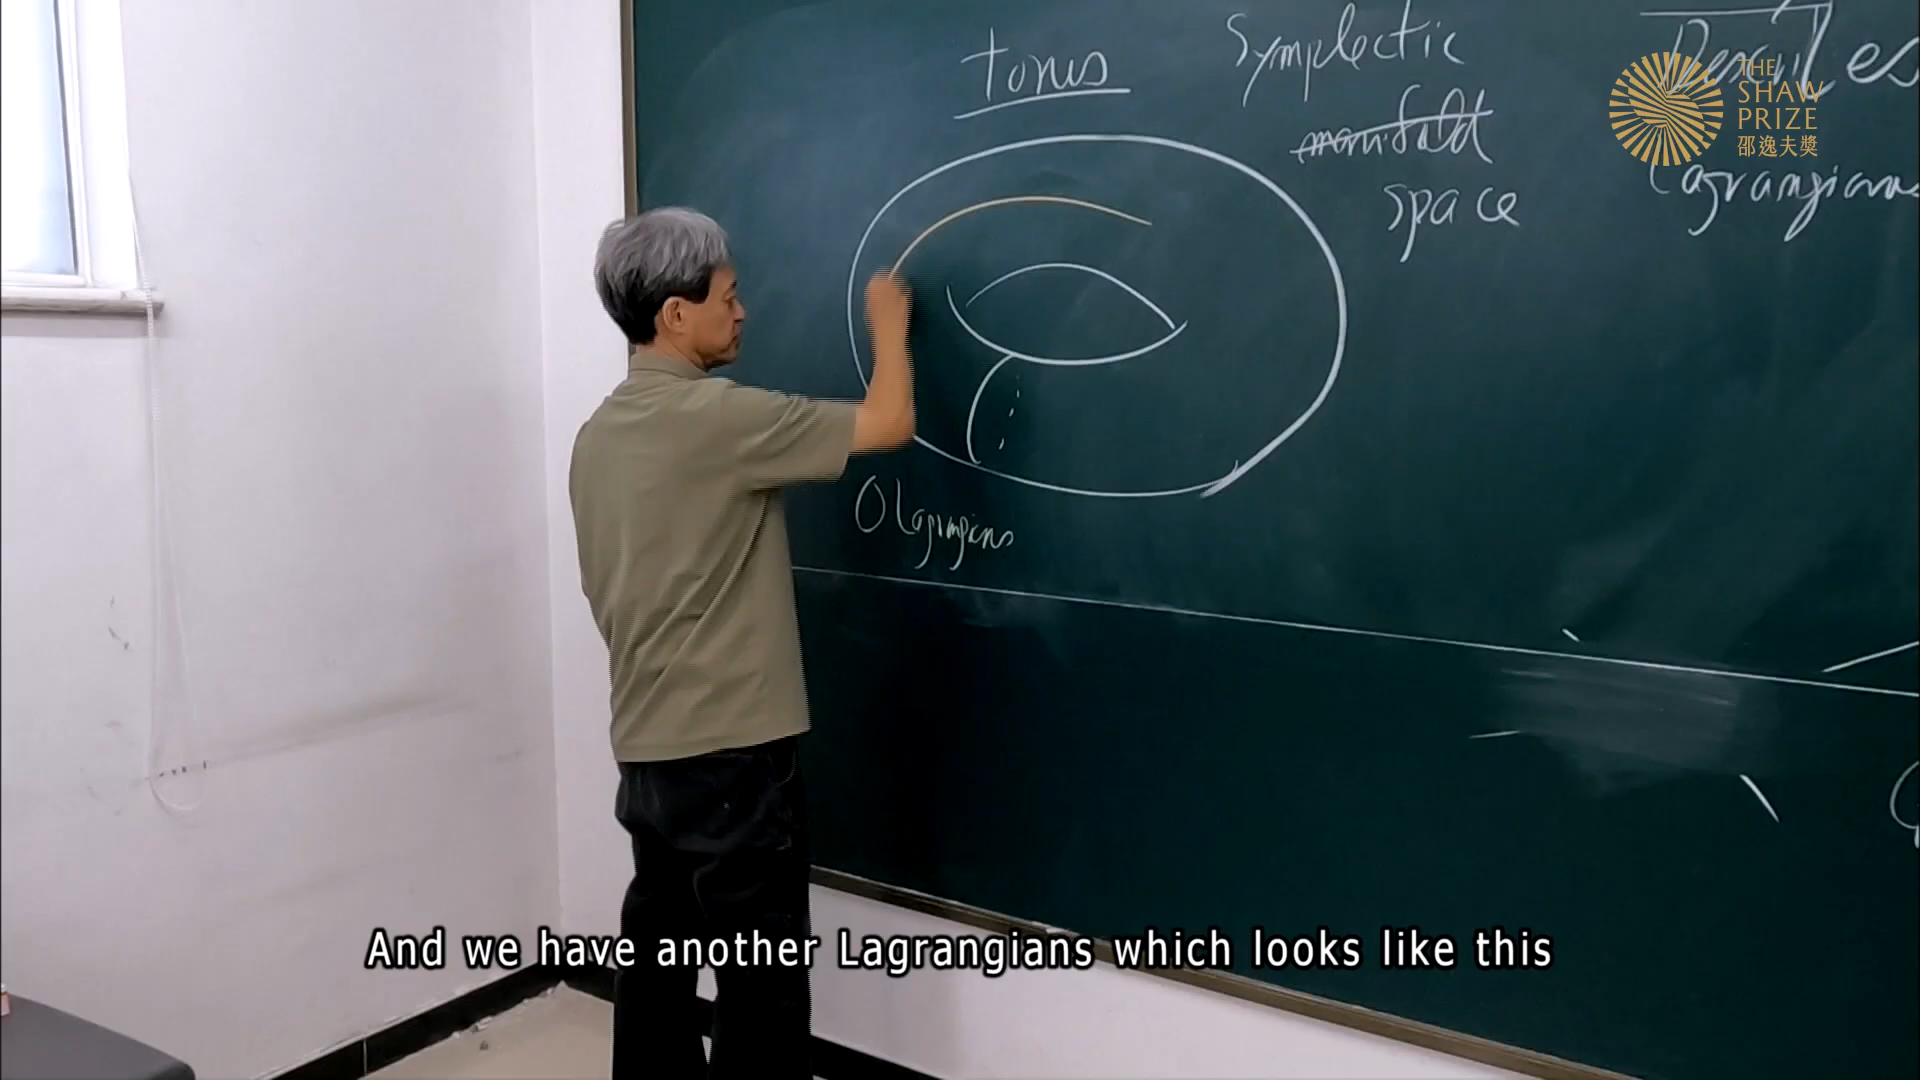 torus
Symplectic
manifold
space
Lagrangians
THE
SHAW
PRIZE
邵逸夫獎
Lagrangians
And we have another Lagrangians which looks like this